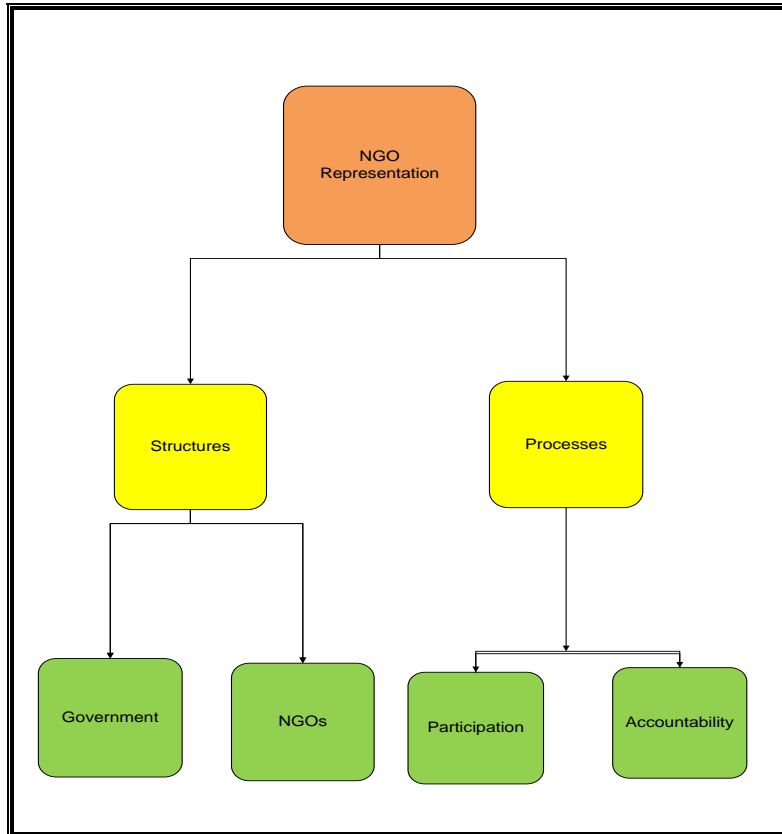 NGO
Representation
Structures
Processes
Government
NGOs
Participation
Accountability